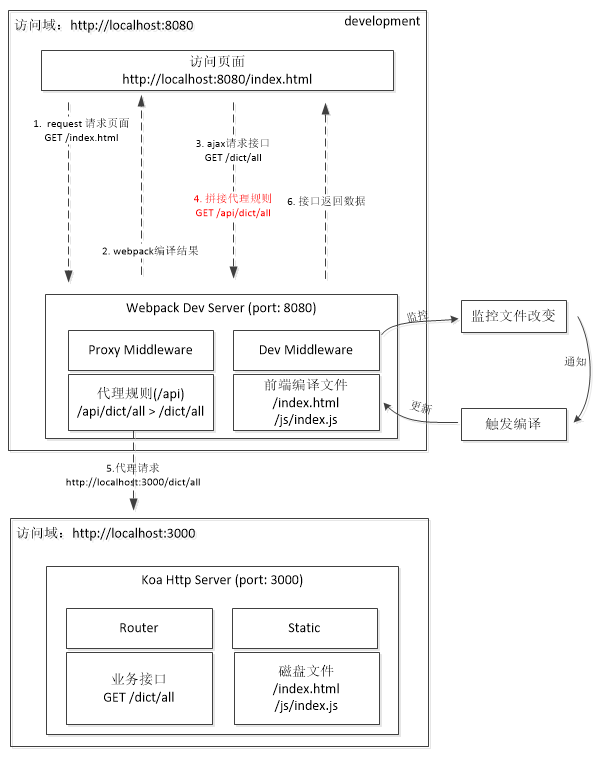 访问域：http://localhost:8080
development
访问页面
http://localhost:8080/index.html
1. request 请求页面
GET /index.html
2. webpack编译结果
3. ajax请求接口
GET /dict/all
4. 拼接代理规则
GET /api/dict/all
6. 接口返回数据
Webpack Dev Server (port: 8080)
Proxy Middleware
Dev Middleware
代理规则(/api)
/api/dict/all > /dict/all
前端编译文件
/index.html
/js/index.js
监控
监控文件改变
通知
更新
触发编译
5.代理请求
http://localhost:3000/dict/all
访问域：http://localhost:3000
Koa Http Server (port: 3000)
Router
Static
业务接口
GET /dict/all
磁盘文件
/index.html
/js/index.js